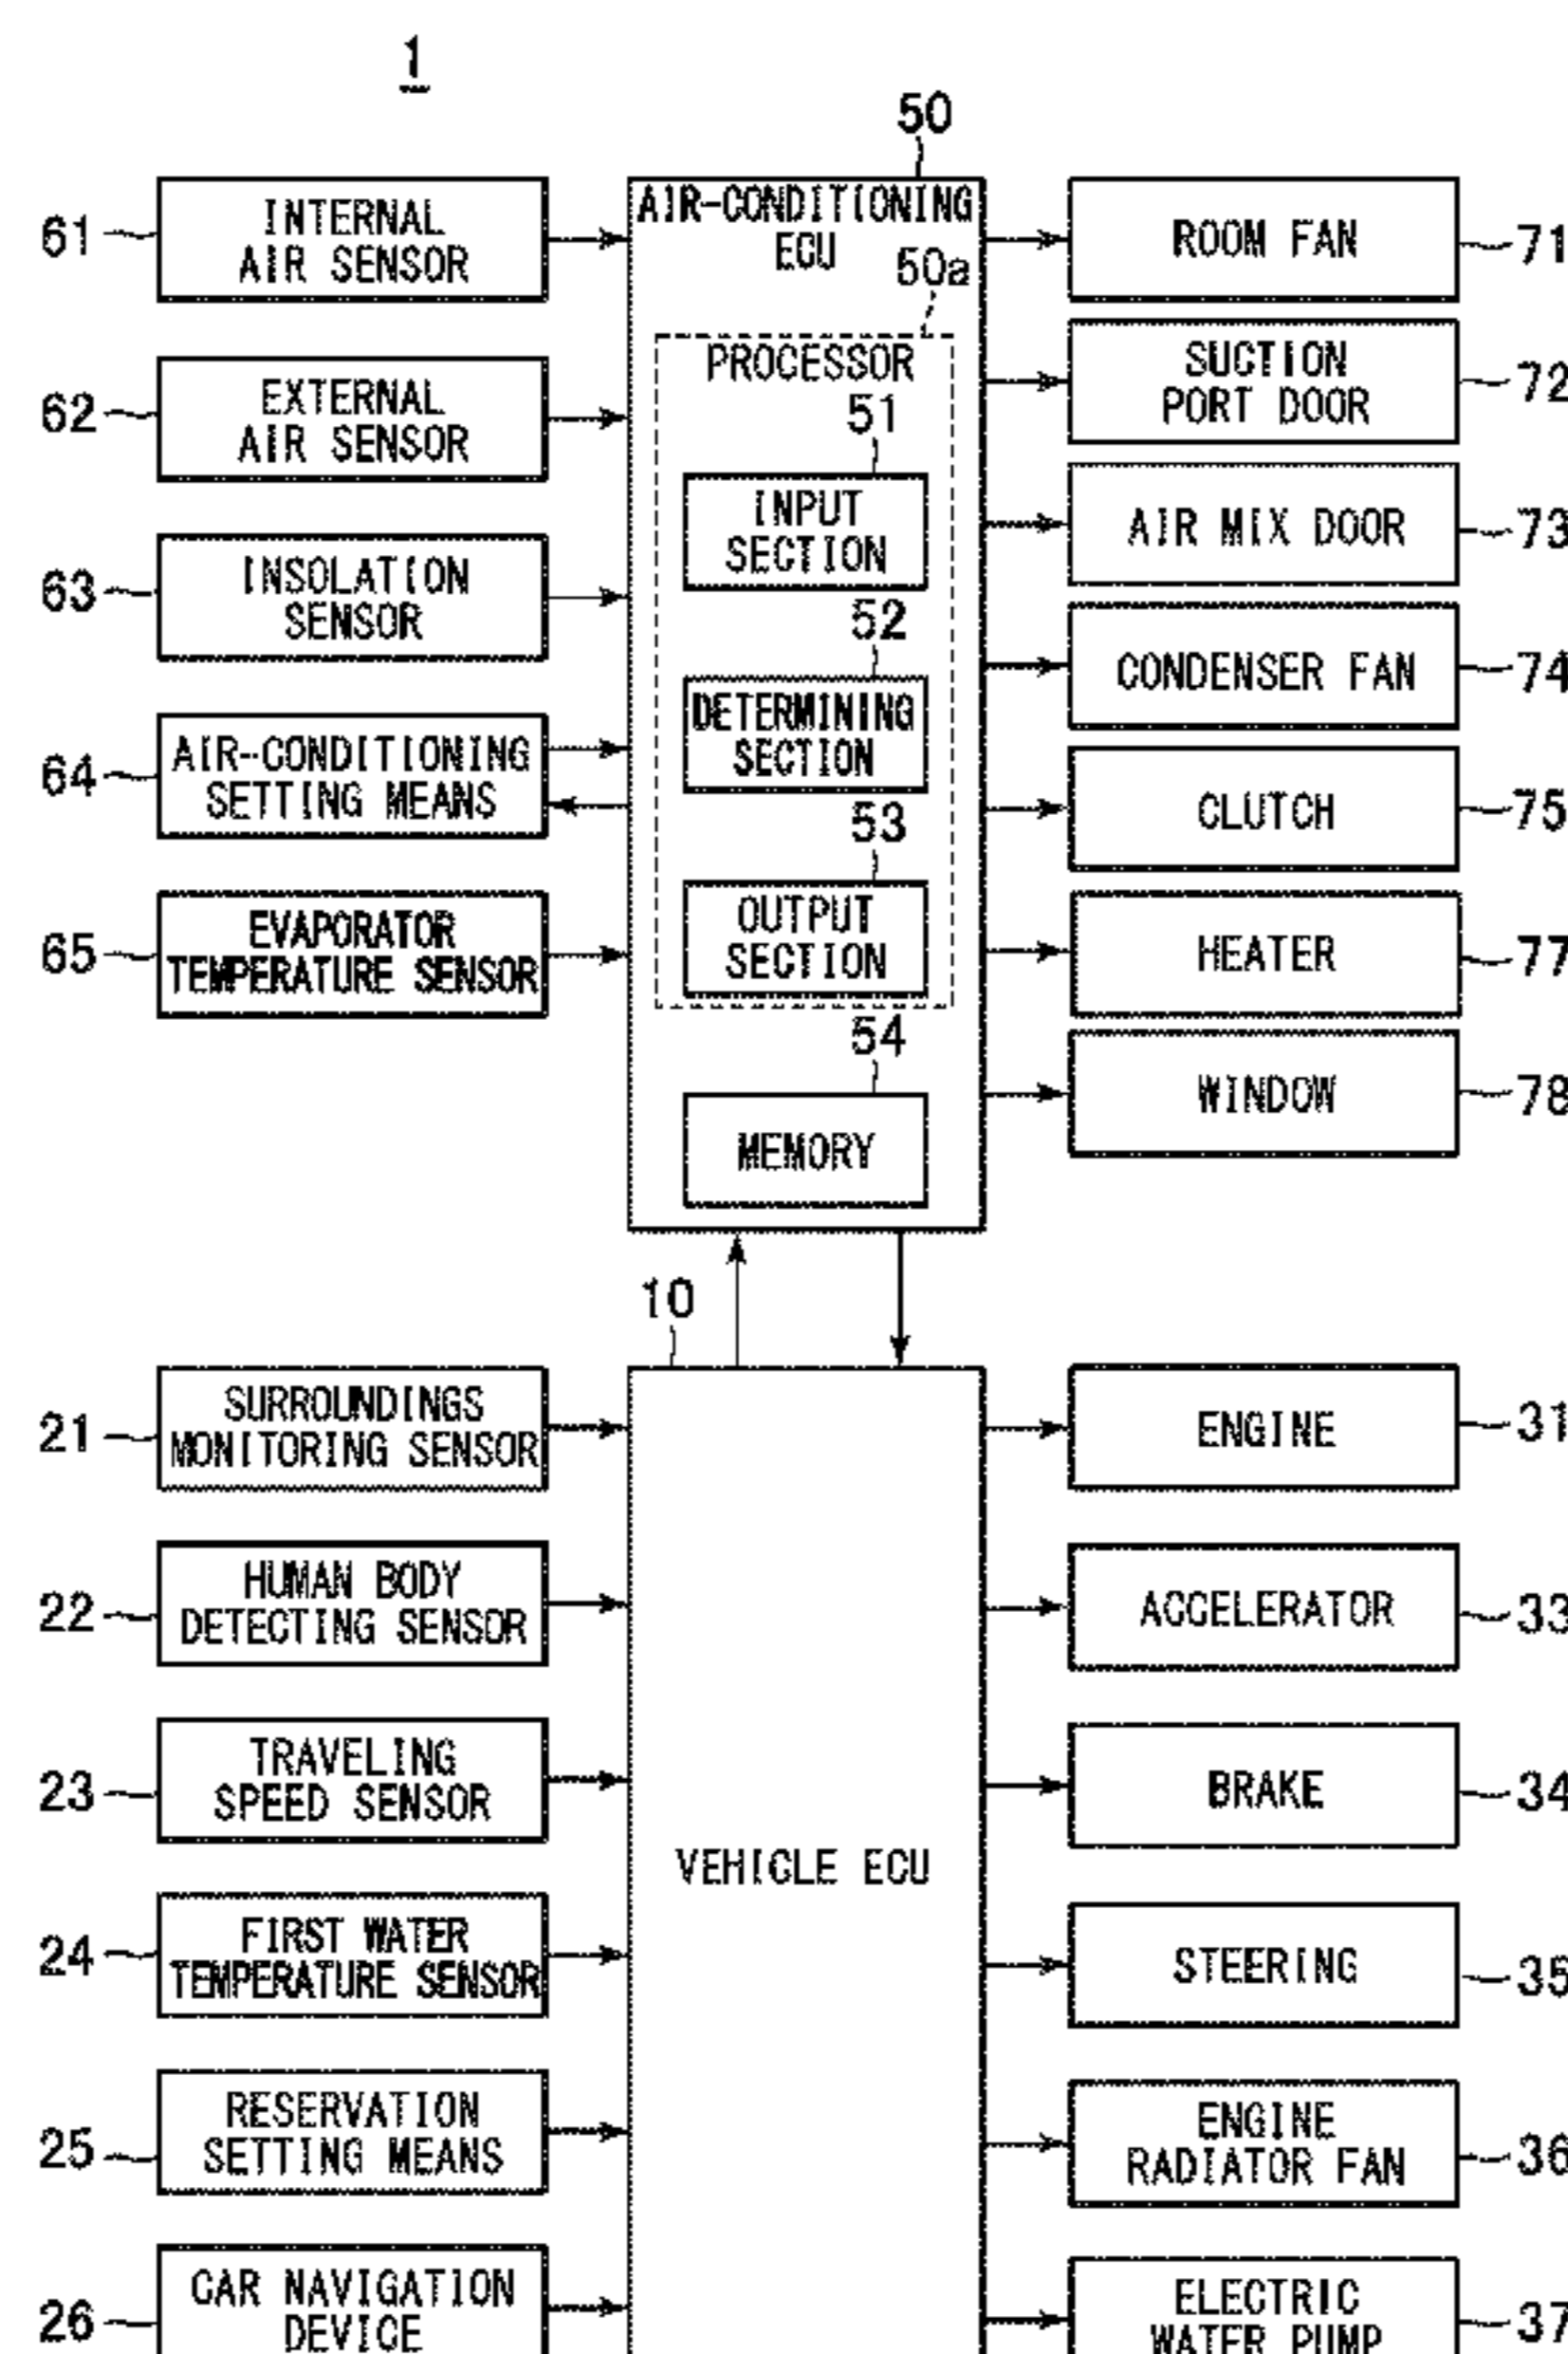 1
50
61
INTERNAL
AIR SENSOR
AIR-CONDITIONING
ECU
50a
ROOM FAN
71
62
EXTERNAL
AIR SENSOR
PROCESSOR
SUCTION
PORT DOOR
72
51
INPUT
SECTION
AIR MIX DOOR
73
63
INSOLATION
SENSOR
52
DETERMINING
SECTION
CONDENSER FAN
74
64
AIR-CONDITIONING
SETTING MEANS
53
OUTPUT
SECTION
CLUTCH
75
65
EVAPORATOR
TEMPERATURE SENSOR
HEATER
77
54
MEMORY
WINDOW
78
10
VEHICLE ECU
21
SURROUNDINGS
MONITORING SENSOR
ENGINE
31
22
HUMAN BODY
DETECTING SENSOR
ACCELERATOR
33
23
TRAVELING
SPEED SENSOR
BRAKE
34
24
FIRST WATER
TEMPERATURE SENSOR
STEERING
35
25
RESERVATION
SETTING MEANS
ENGINE
RADIATOR FAN
36
26
CAR NAVIGATION
DEVICE
ELECTRIC
WATER PUMP
37